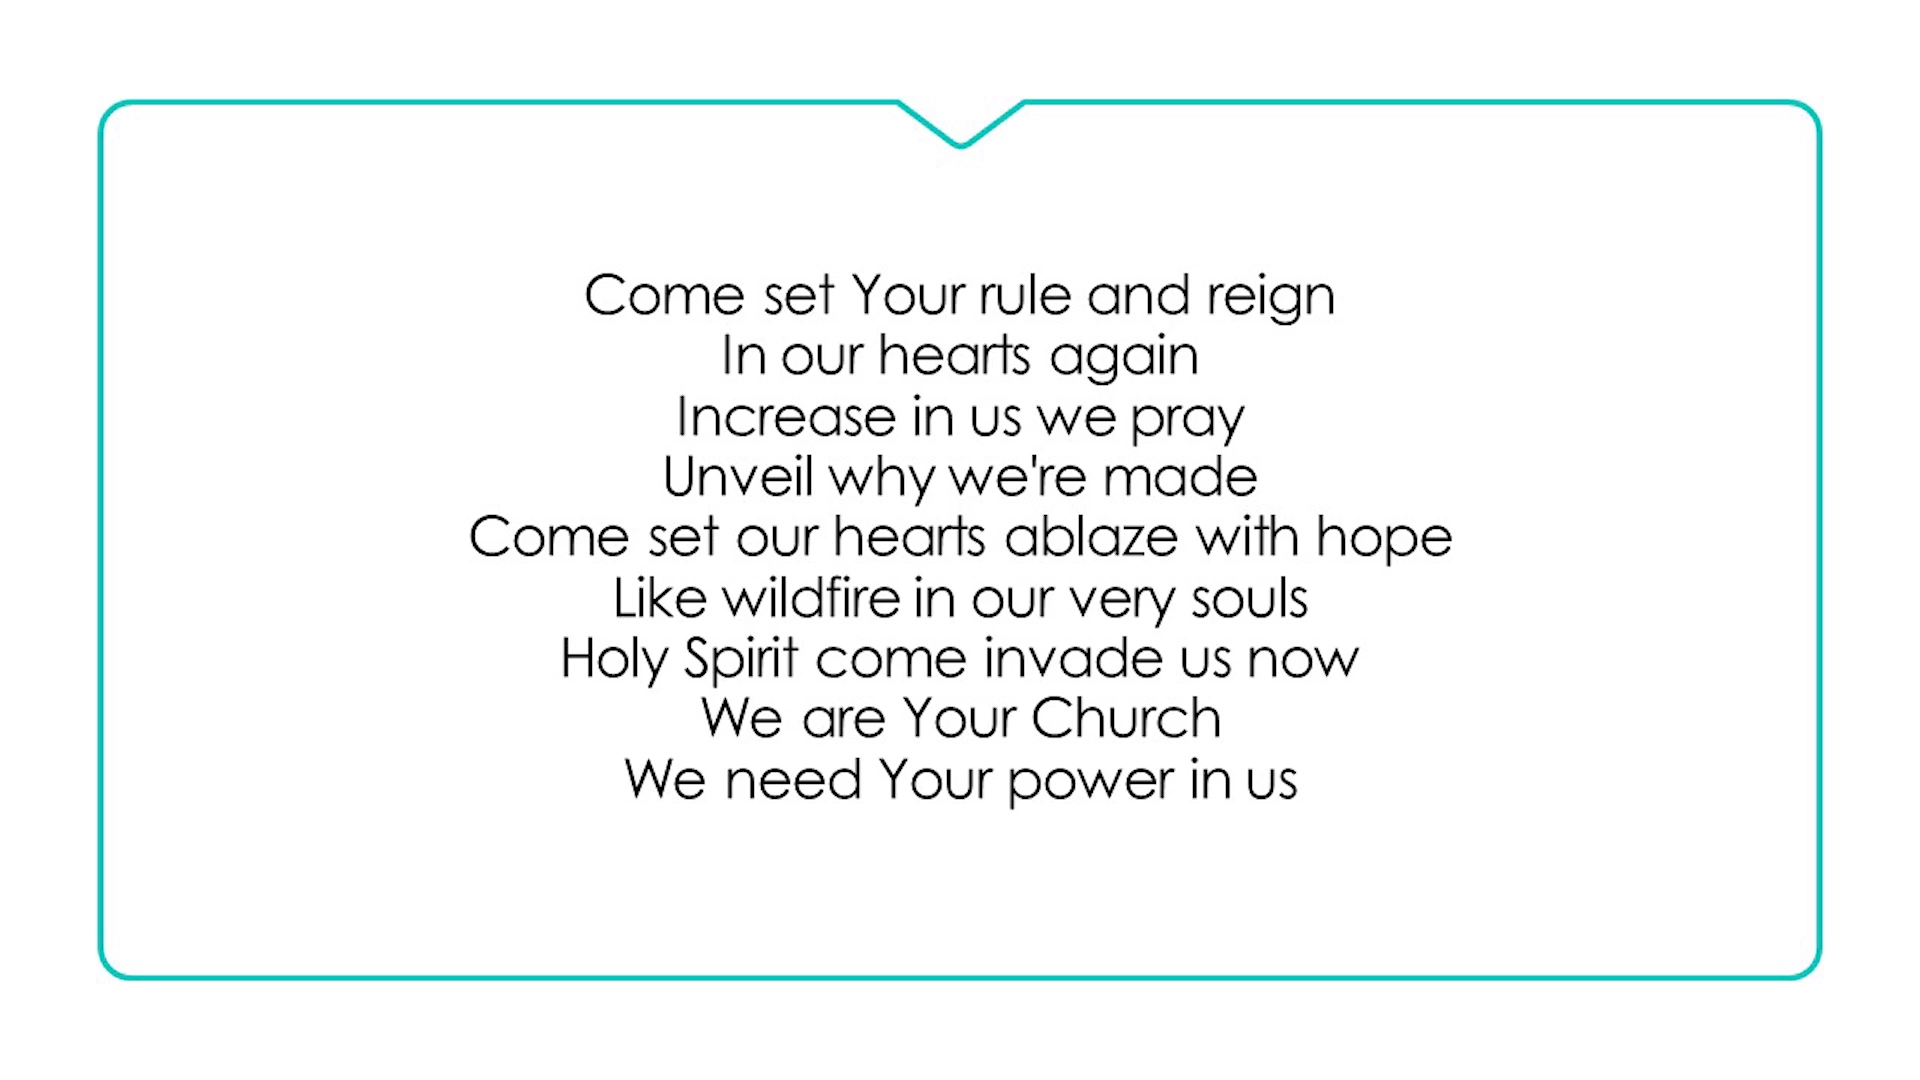 Come set Your rule and reign
In our hearts again
Increase in us we pray
Unveil why we're made
Come set our hearts ablaze with hope
Like wildfire in our very souls
Holy Spirit come invade us now
We are Your Church
We need Your power in us